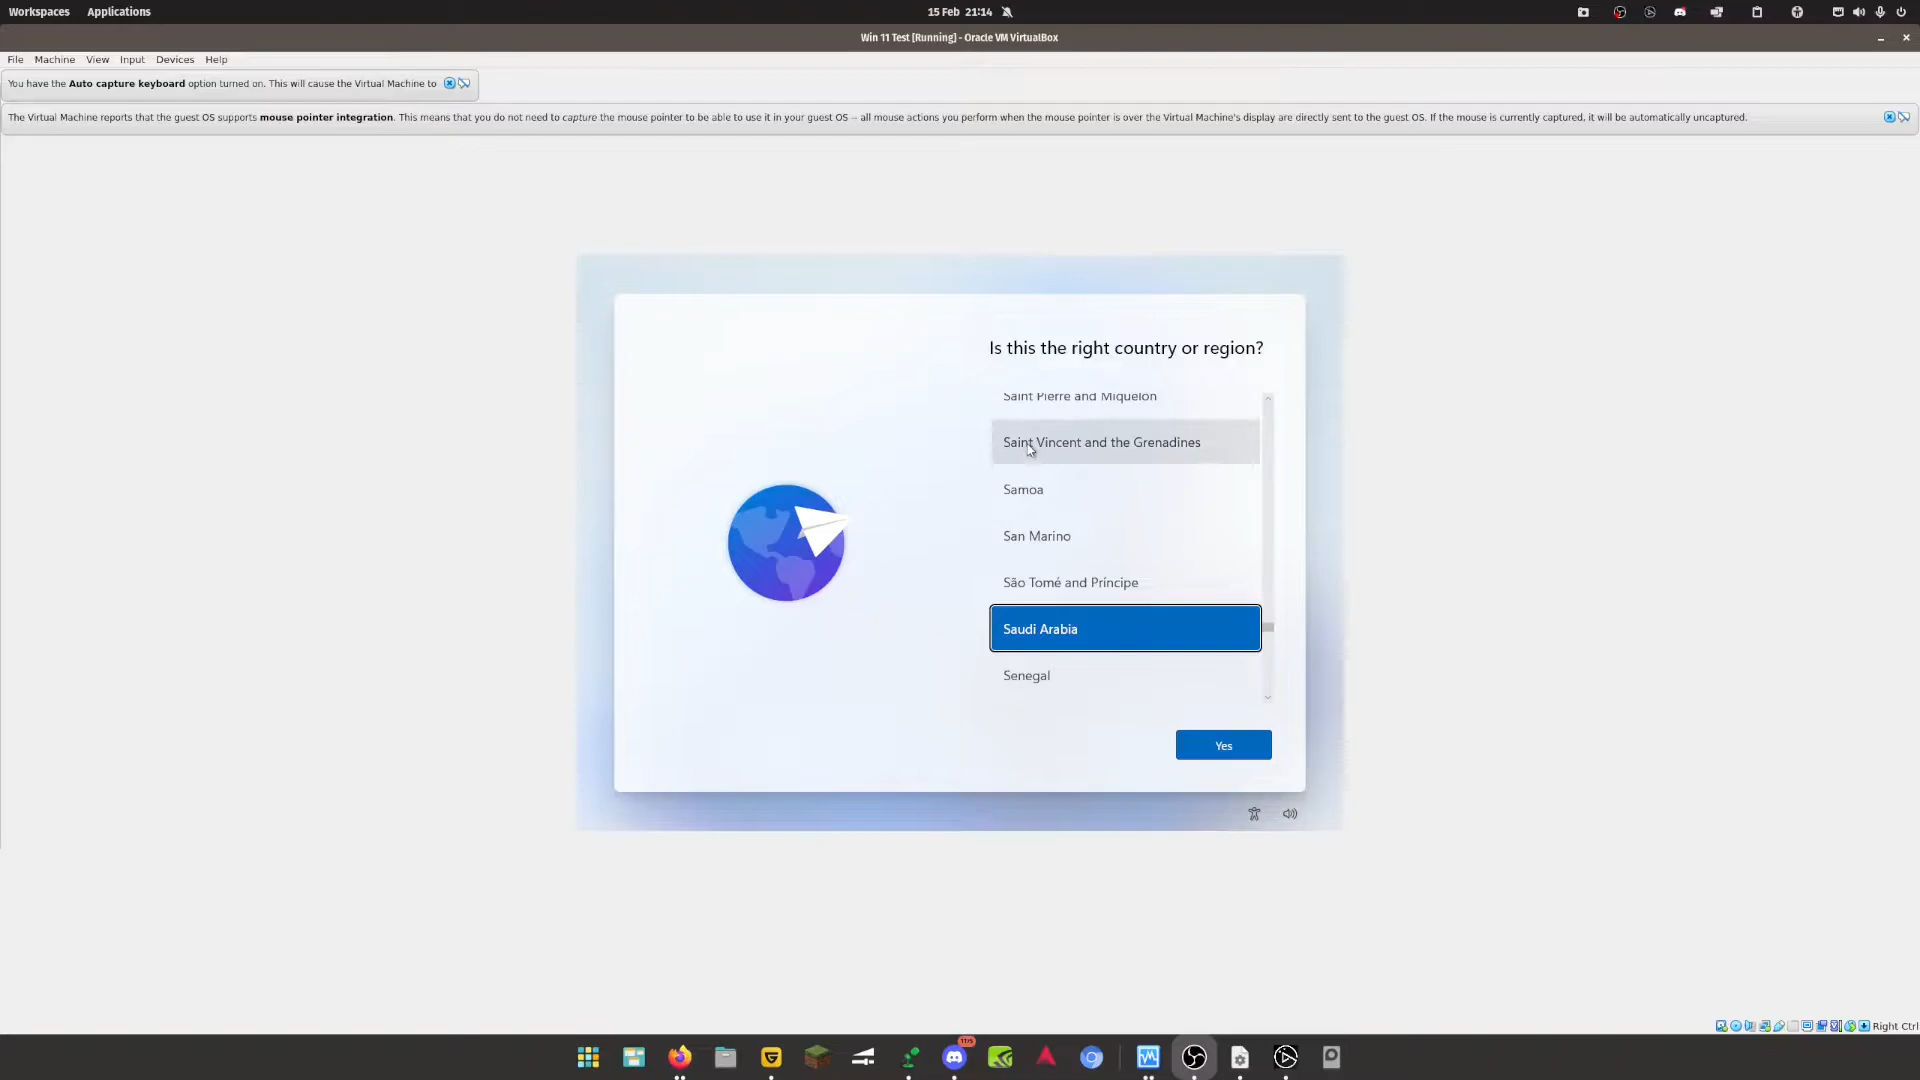 Workspaces Applications 15 Feb 21:14
Win 11 Test [Running] - Oracle VM VirtualBox
File Machine View Input Devices Help
You have the Auto capture keyboard option turned on. This will cause the Virtual Machine to
The Virtual Machine reports that the guest OS supports mouse pointer integration. This means that you do not need to capture the mouse pointer to be able to use it in your guest OS -- all mouse actions you perform when the mouse pointer is over the Virtual Machine's display are directly sent to the guest OS. If the mouse is currently captured, it will be automatically uncaptured.
Is this the right country or region?
Saint Pierre and Miquelon
Saint Vincent and the Grenadines
Samoa
San Marino
São Tomé and Príncipe
Saudi Arabia
Senegal
Yes
Right Ctrl